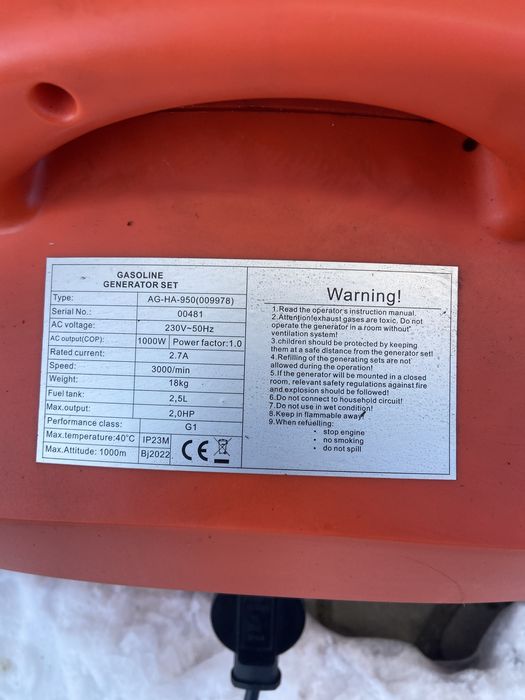 GASOLINE
GENERATOR SET
Type: AG-HA-950(009978)
Serial No.: 00481
AC voltage: 230V~50Hz
AC output(COP): 1000W Power factor:1.0
Rated current: 2.7A
Speed: 3000/min
Weight: 18kg
Fuel tank: 2,5L
Max.output: 2,0HP
Performance class: G1
Max.temperature:40°C IP23M
Max.Attitude: 1000m Bj2022 CE
Warning!
1.Read the operator's instruction manual.
2.Attention!exhaust gases are toxic. Do not
operate the generator in a room without
ventilation system!
3.children should be protected by keeping
them at a safe distance from the generator set!
4.Refilling of the generating sets are not
allowed during the operation!
5.If the generator will be mounted in a closed
room, relevant safety regulations against fire
and,explosion should be followed!
6.Do not connect to household circuit!
7.Do not use in wet condition!
8.Keep in flammable away!
9.When refuelling:
• stop engine
• no smoking
• do not spill